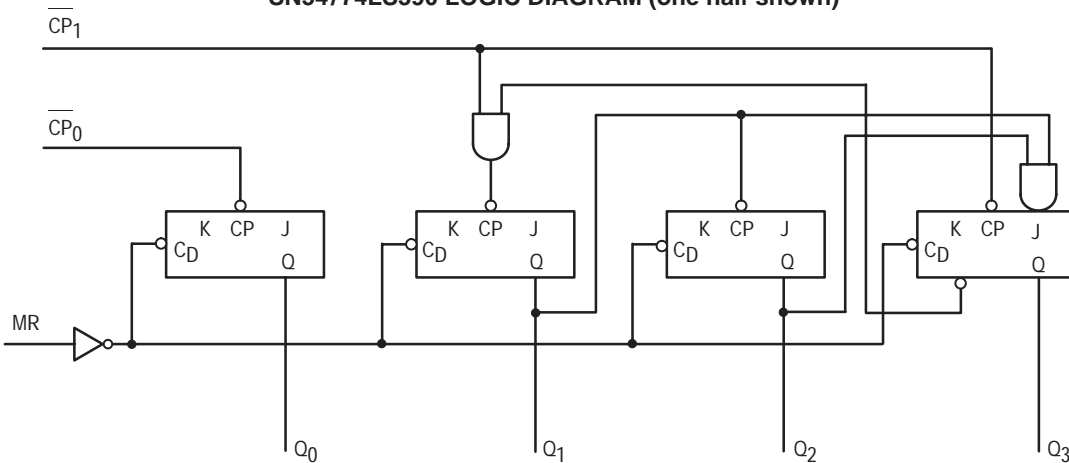 SN54/74LS390 LOGIC DIAGRAM (one half shown)
CP1
CP0
K CP J
CD
Q
K CP J
CD
Q
K CP J
CD
Q
K CP J
CD
Q
MR
Q0
Q1
Q2
Q3